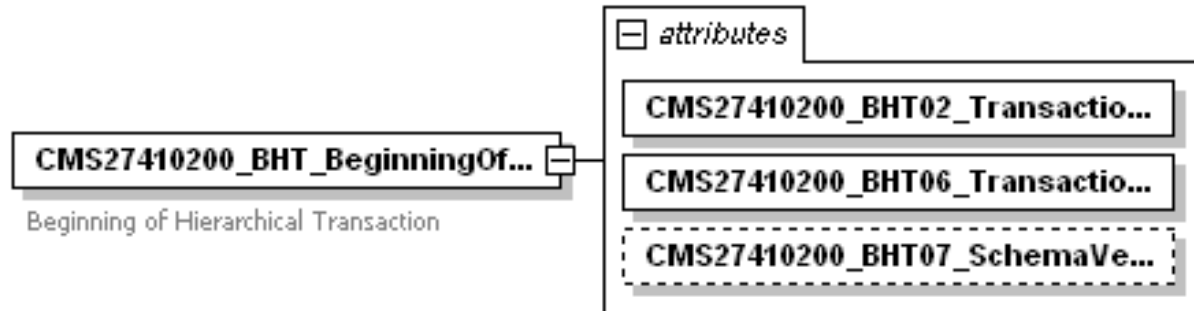 attributes
CMS27410200_BHT02_Transactio...
CMS27410200_BHT_BeginningOf...
CMS27410200_BHT06_Transactio...
Beginning of Hierarchical Transaction
CMS27410200_BHT07_SchemaVe...